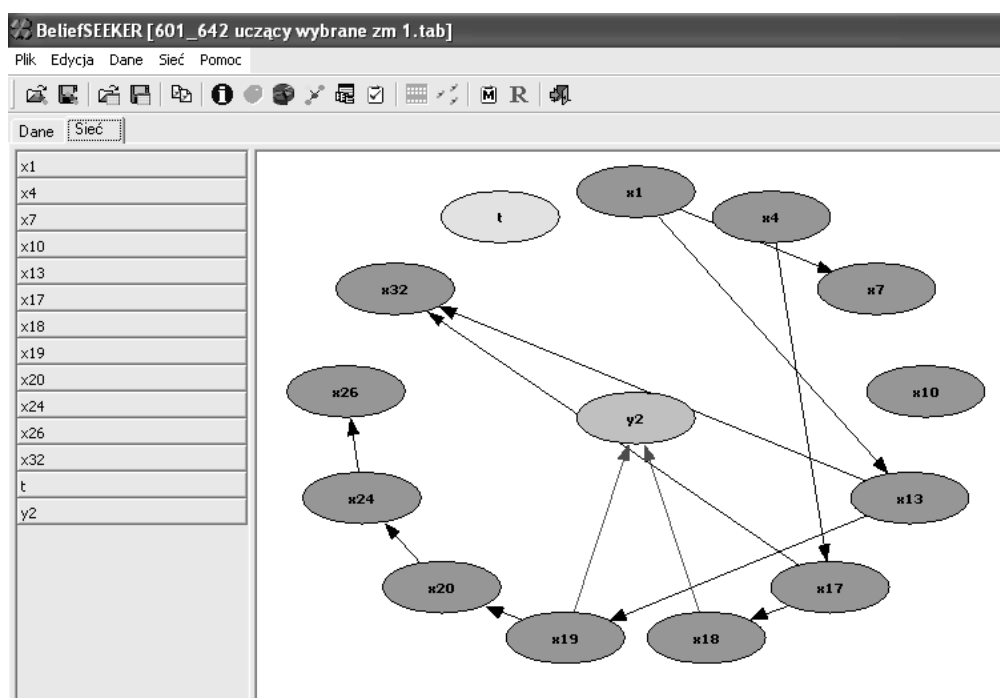 BeliefSEEKER [601_642 uczący wybrane zm 1.tab]
Plik Edycja Dane Sieć Pomoc
M R
Dane Sieć
x1
x4
x7
x10
x13
x17
x18
x19
x20
x24
x26
x32
t
y2
x1
t
x4
x32
x7
x26
x10
y2
x24
x13
x20
x17
x19
x18